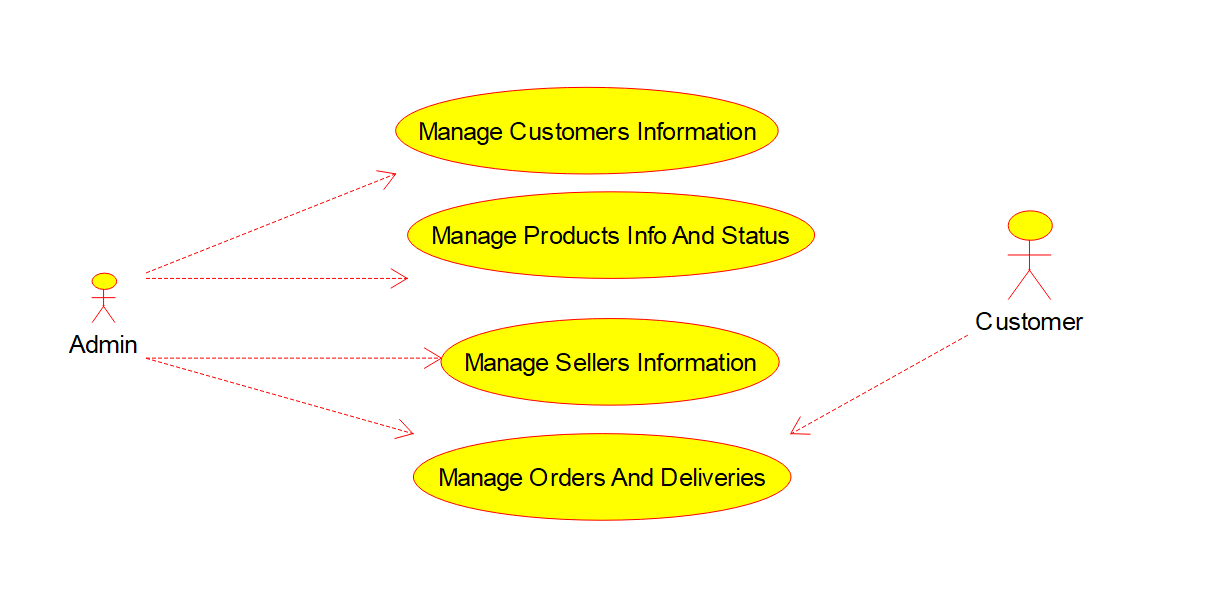 Manage Customers Information
Manage Products Info And Status
Customer
Admin
Manage Sellers Information
Manage Orders And Deliveries